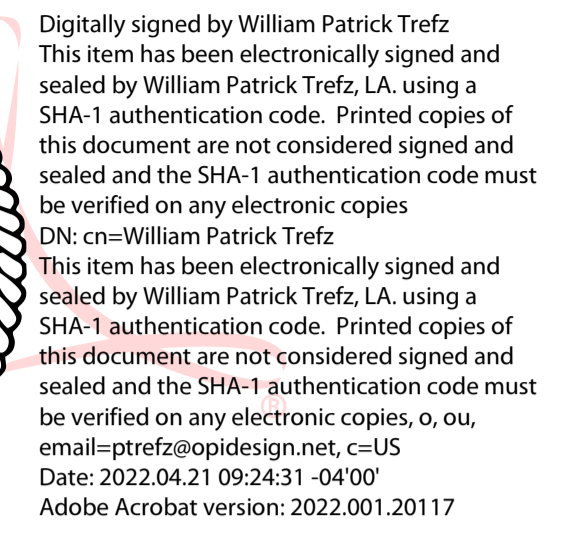 Digitally signed by William Patrick Trefz
This item has been electronically signed and
sealed by William Patrick Trefz, LA. using a
SHA-1 authentication code.  Printed copies of
this document are not considered signed and
sealed and the SHA-1 authentication code must
be verified on any electronic copies
DN: cn=William Patrick Trefz
This item has been electronically signed and
sealed by William Patrick Trefz, LA. using a
SHA-1 authentication code.  Printed copies of
this document are not considered signed and
sealed and the SHA-1 authentication code must
be verified on any electronic copies, o, ou,
email=ptrefz@opidesign.net, c=US
Date: 2022.04.21 09:24:31 -04'00'
Adobe Acrobat version: 2022.001.20117
®